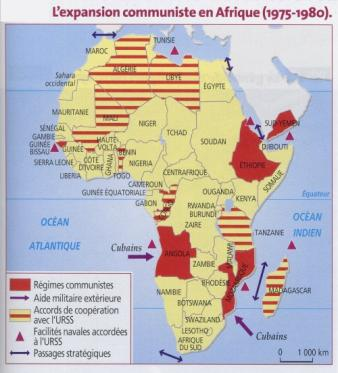 L'expansion communiste en Afrique (1975-1980).
TUNISIE
MAROC
ALGÉRIE
LIBYE
ÉGYPTE
Sahara
occidental
MAURITANIE
MALI
NIGER
TCHAD
SOUDAN
SUD-YÉMEN
DJIBOUTI
SÉNÉGAL
GAMBIE
GUINÉE
BISSAU
GUINÉE
HAUTE-
VOLTA
BÉNIN
NIGERIA
SIERRA LEONE
CÔTE
D'IVOIRE
GHANA
LIBERIA
TOGO
CENTRAFRIQUE
ÉTHIOPIE
SOMALIE
CAMEROUN
GUINÉE ÉQUATORIALE
OUGANDA
KENYA
Équateur
GABON
CONGO
RWANDA
BURUNDI
ZAÏRE
OCÉAN
ATLANTIQUE
OCÉAN
INDIEN
TANZANIE
Cubains
ANGOLA
ZAMBIE
MALAWI
MOZAMBIQUE
RHODÉSIE
MADAGASCAR
NAMIBIE
BOTSWANA
SWAZILAND
LESOTHO
AFRIQUE
DU SUD
Cubains
Régimes communistes
Aide militaire extérieure
Accords de coopération
avec l'URSS
Facilités navales accordées
à l'URSS
Passages stratégiques
0 1 000 km